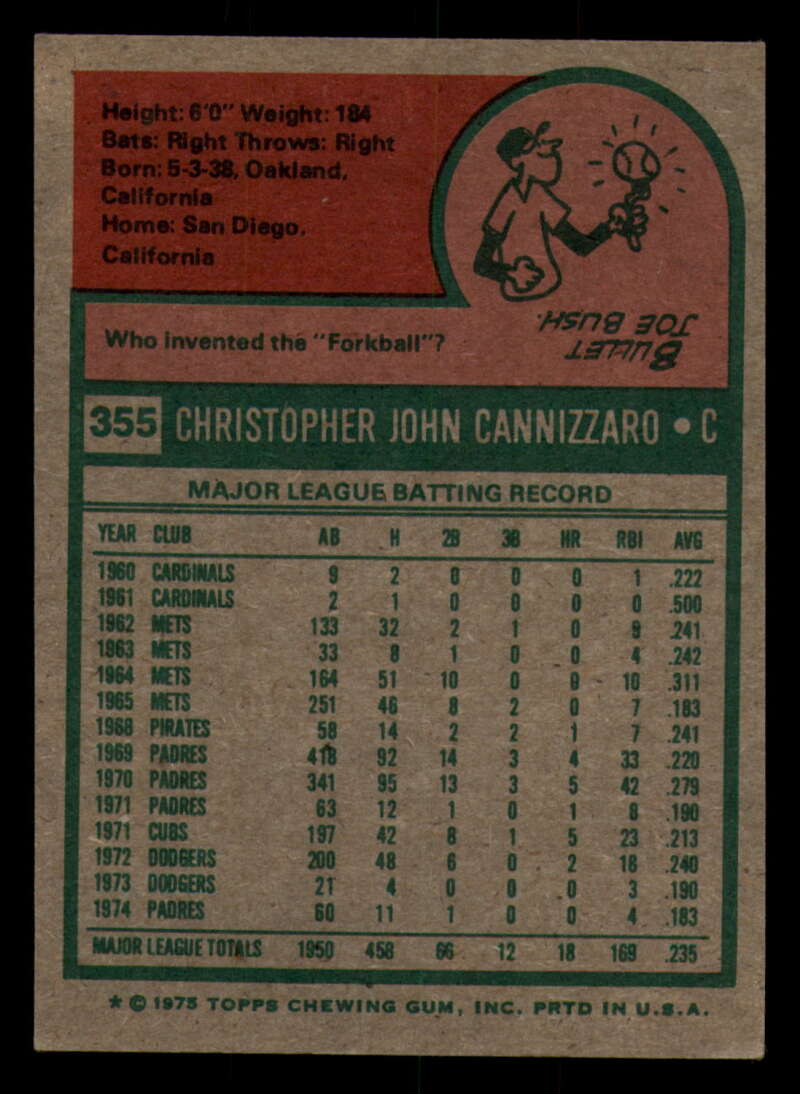 Height: 6'0" Weight: 184
Bats: Right Throws: Right
Born: 5-3-38, Oakland,
California
Home: San Diego,
California
Who invented the "Forkball"?
BULLET
JOE BUSH.
355 CHRISTOPHER JOHN CANNIZZARO • C
MAJOR LEAGUE BATTING RECORD
YEAR CLUB AB H 2B 3B HR RBI AVG
1960 CARDINALS 9 2 0 0 0 1 .222
1961 CARDINALS 2 1 0 0 0 0 .500
1962 METS 133 32 2 1 0 9 .241
1963 METS 33 8 1 0 0 4 .242
1964 METS 164 51 10 0 0 10 .311
1965 METS 251 46 8 2 0 7 .183
1968 PIRATES 58 14 2 2 1 7 .241
1969 PADRES 418 92 14 3 4 33 .220
1970 PADRES 341 95 13 3 5 42 .279
1971 PADRES 63 12 1 0 1 8 .190
1971 CUBS 197 42 8 1 5 23 .213
1972 DODGERS 200 48 6 0 2 18 .240
1973 DODGERS 21 4 0 0 0 3 .190
1974 PADRES 60 11 1 0 0 4 .183
MAJOR LEAGUE TOTALS 1950 458 66 12 18 169 .235
* © 1975 TOPPS CHEWING GUM, INC. PRTD IN U.S.A.